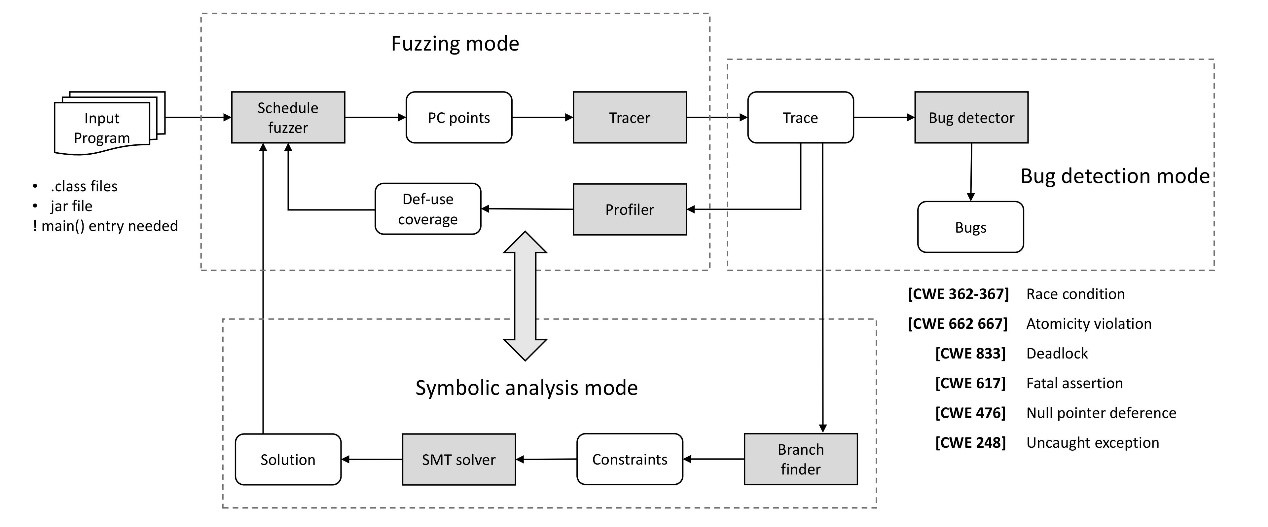 Fuzzing mode
Input
Program
Schedule
fuzzer
PC points
Tracer
Trace
Bug detector
• .class files
• jar file
! main() entry needed
Def-use
coverage
Profiler
Bug detection mode
Bugs
[CWE 362-367] Race condition
[CWE 662 667] Atomicity violation
[CWE 833] Deadlock
[CWE 617] Fatal assertion
[CWE 476] Null pointer deference
[CWE 248] Uncaught exception
Symbolic analysis mode
Solution
SMT solver
Constraints
Branch
finder